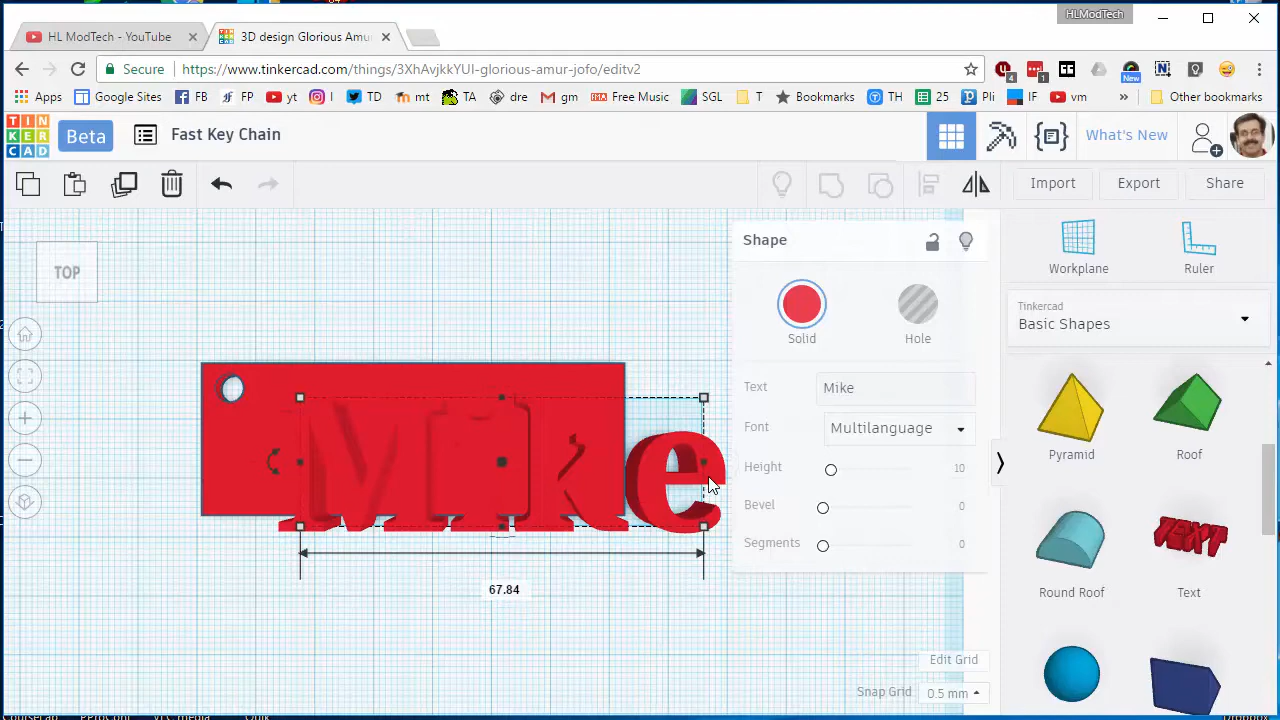 HLModTech
HL ModTech - YouTube
3D design Glorious Amur
Secure
https://www.tinkercad.com/things/3XhAvjkkYUI-glorious-amur-jofo/editv2
4
New
Apps
Google Sites
FB
FP
yt
I
TD
mt
TA
dre
gm
Free Music
SGL
T
Bookmarks
TH
25
Pli
IF
vm
»
Other bookmarks
TIN
KER
CAD
Beta
Fast Key Chain
What's New
Import
Export
Share
TOP
Mike
67.84
Shape
Solid
Hole
Text
Mike
Font
Multilanguage
Height
10
Bevel
0
Segments
0
Edit Grid
Snap Grid
0.5 mm
Workplane
Ruler
Tinkercad
Basic Shapes
Pyramid
Roof
Round Roof
TEXT
Text